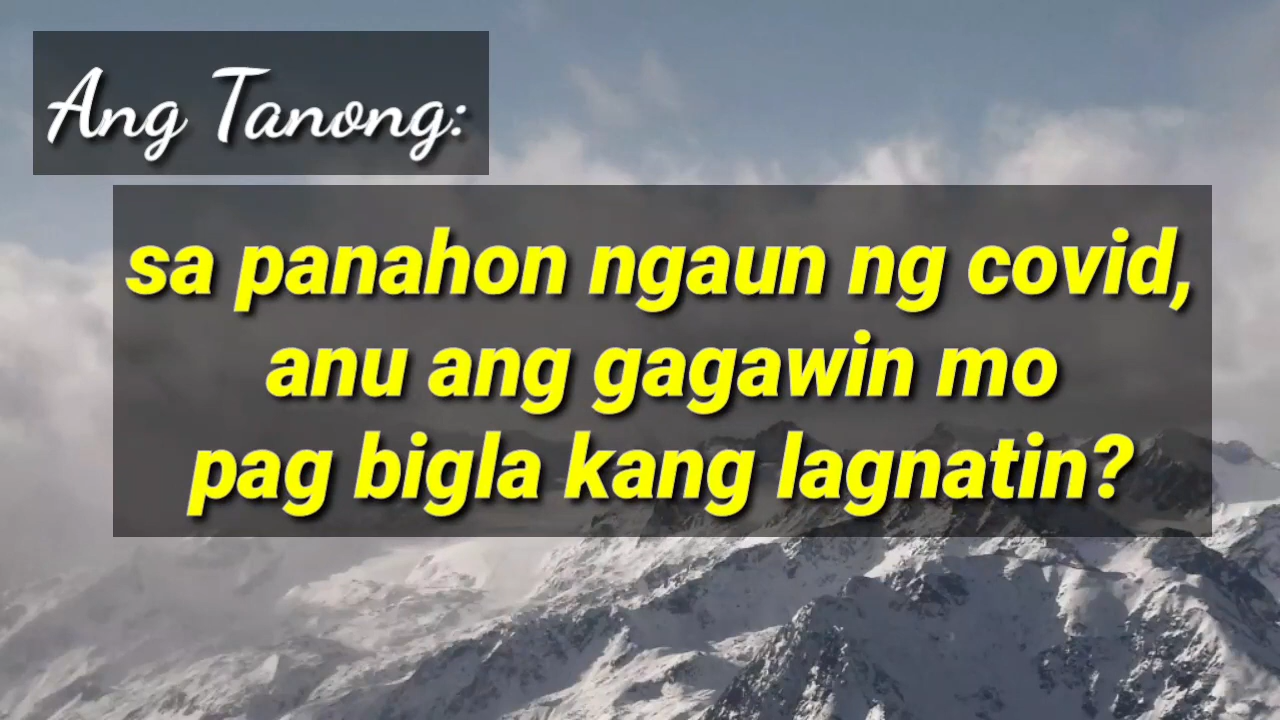 Ang Tanong:
sa panahon ngaun ng covid,
anu ang gagawin mo
pag bigla kang lagnatin?